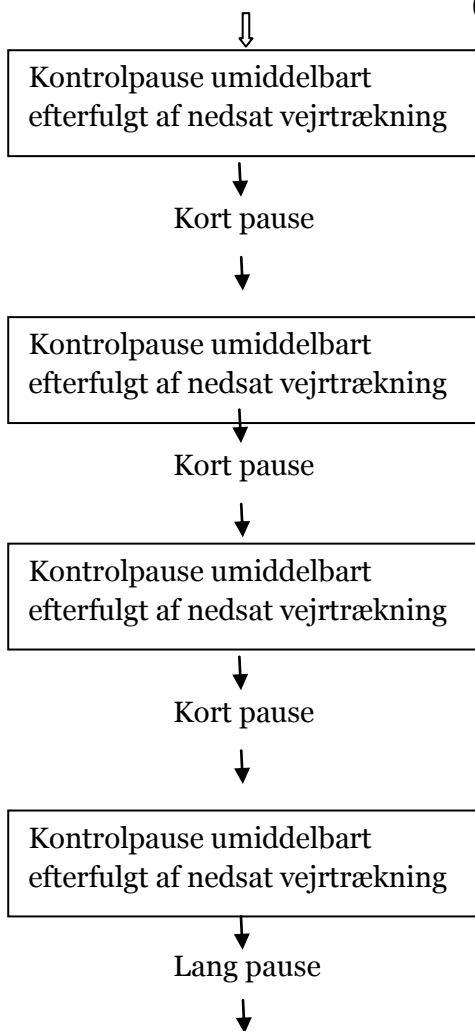 Kontrolpause umiddelbart
efterfulgt af nedsat vejrtrækning
Kort pause
Kontrolpause umiddelbart
efterfulgt af nedsat vejrtrækning
Kort pause
Kontrolpause umiddelbart
efterfulgt af nedsat vejrtrækning
Kort pause
Kontrolpause umiddelbart
efterfulgt af nedsat vejrtrækning
Lang pause